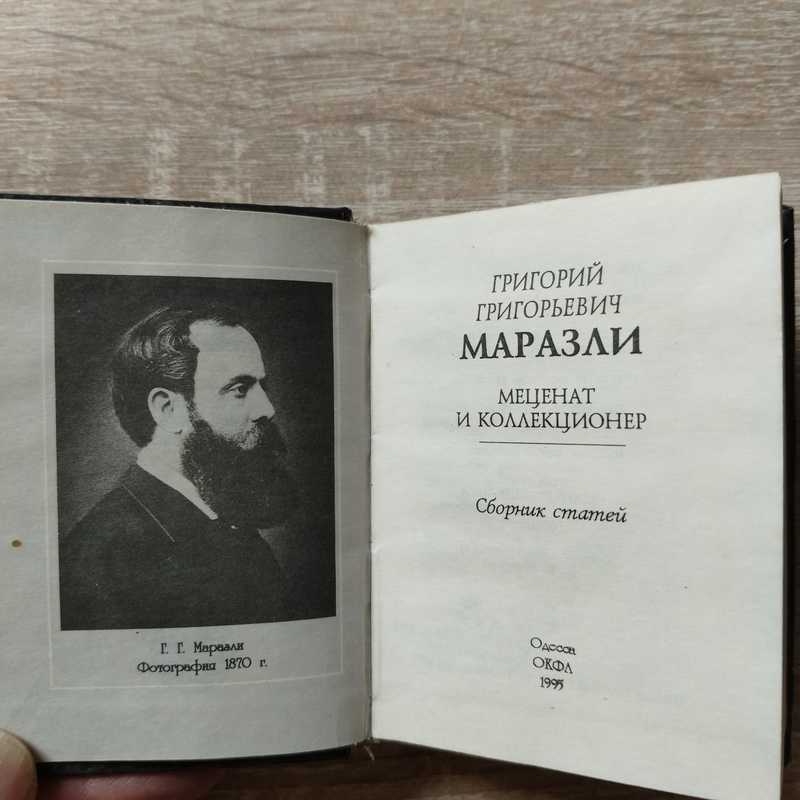 Г. Г. Маразли
Фотография 1870 г.
ГРИГОРИЙ
ГРИГОРЬЕВИЧ
МАРАЗЛИ
МЕЦЕНАТ
И КОЛЛЕКЦИОНЕР
Сборник статей
Одесса
ОКФА
1995